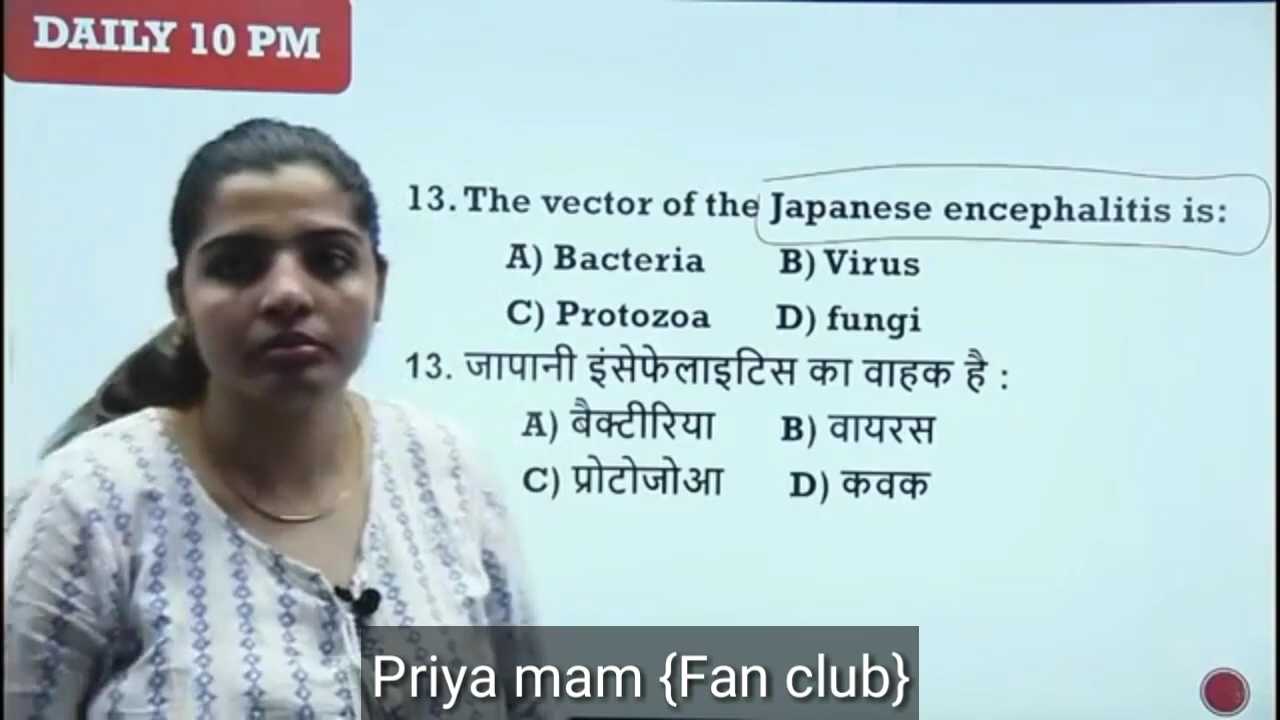 DAILY 10 PM
13. The vector of the Japanese encephalitis is:
A) Bacteria B) Virus
C) Protozoa D) fungi
13. जापानी इंसेफेलाइटिस का वाहक है :
A) बैक्टीरिया B) वायरस
C) प्रोटोजोआ D) कवक
Priya mam {Fan club}